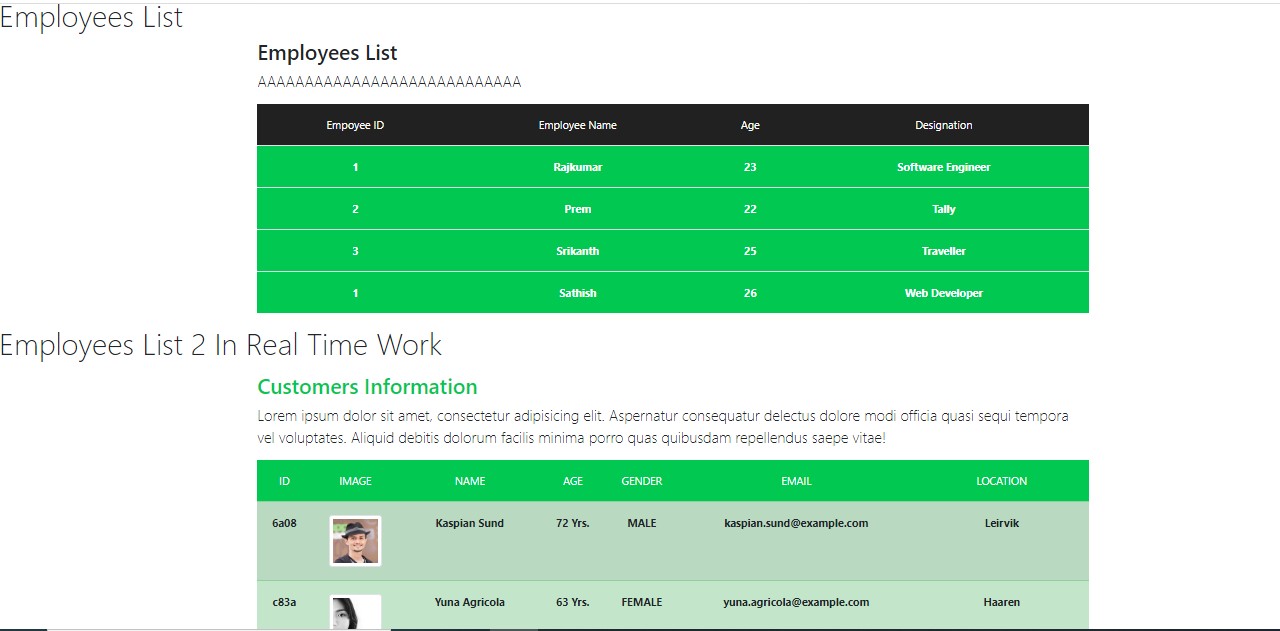 Employees List
Employees List
AAAAAAAAAAAAAAAAAAAAAAAAAAAA
Empoyee ID Employee Name Age Designation
1 Rajkumar 23 Software Engineer
2 Prem 22 Tally
3 Srikanth 25 Traveller
1 Sathish 26 Web Developer
Employees List 2 In Real Time Work
Customers Information
Lorem ipsum dolor sit amet, consectetur adipisicing elit. Aspernatur consequatur delectus dolore modi officia quasi sequi tempora
vel voluptates. Aliquid debitis dolorum facilis minima porro quas quibusdam repellendus saepe vitae!
ID IMAGE NAME AGE GENDER EMAIL LOCATION
6a08 Kaspian Sund 72 Yrs. MALE kaspian.sund@example.com Leirvik
c83a Yuna Agricola 63 Yrs. FEMALE yuna.agricola@example.com Haaren